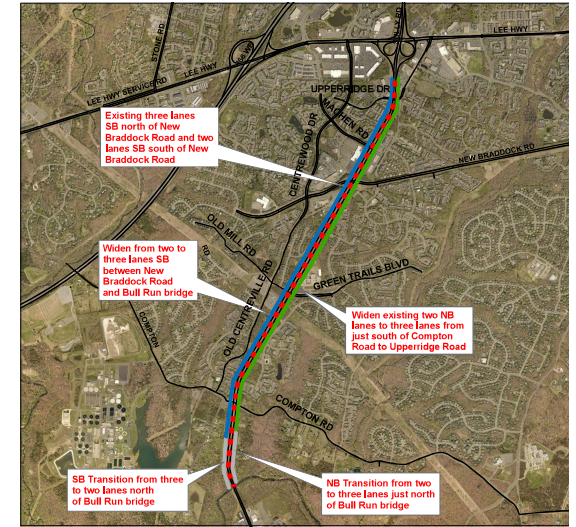 LEE HWY
STONE RD
LEE HWY
LEE HWY SERVICE RD
UPPERRIDGE DR
MACHEN RD
Existing three lanes
SB north of New
Braddock Road and two
lanes SB south of New
Braddock Road
CENTREWOOD DR
NEW BRADDOCK RD
OLD MILL RD
RD
Widen from two to
three lanes SB
between New
Braddock Road
and Bull Run bridge
GREEN TRAILS BLVD
OLD CENTREVILLE RD
Widen existing two NB
lanes to three lanes from
just south of Compton
Road to Upperridge Road
COMPTON
COMPTON RD
SB Transition from three
to two lanes north
of Bull Run bridge
NB Transition from two
to three lanes just north
of Bull Run bridge